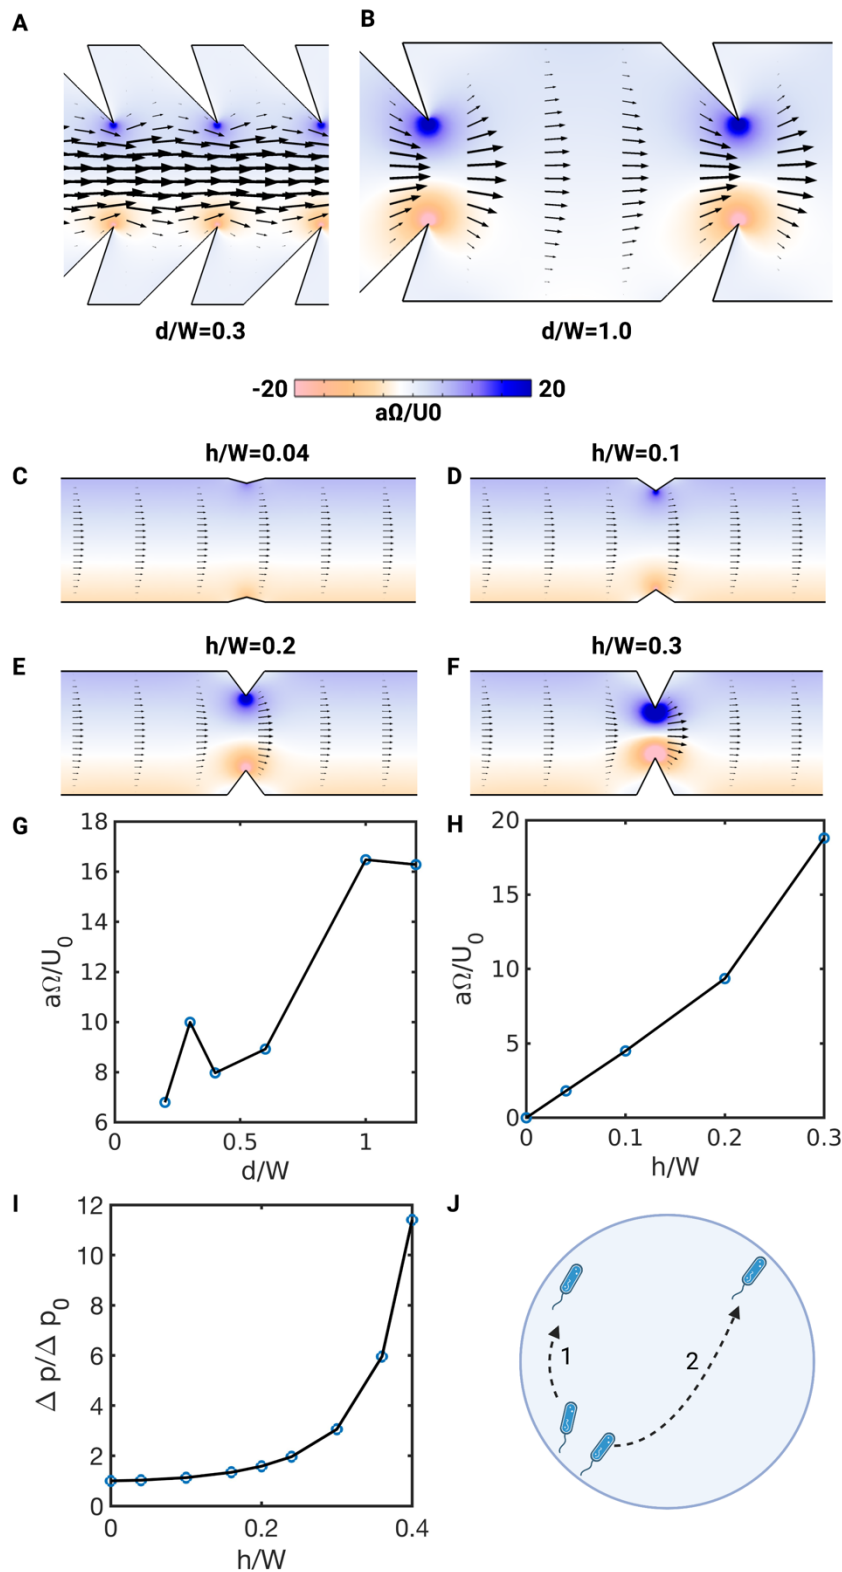 A
B
d/W=0.3
d/W=1.0
-20
20
aΩ/U0
h/W=0.04
h/W=0.1
C
D
h/W=0.2
h/W=0.3
E
F
G
18
16
14
12
10
8
6
0
0.5
1
d/W
aΩ/U₀
H
20
15
10
5
0
0
0.1
0.2
0.3
h/W
aΩ/U₀
I
12
10
8
6
4
2
0
0
0.2
0.4
h/W
Δ p/Δ p₀
J
1
2